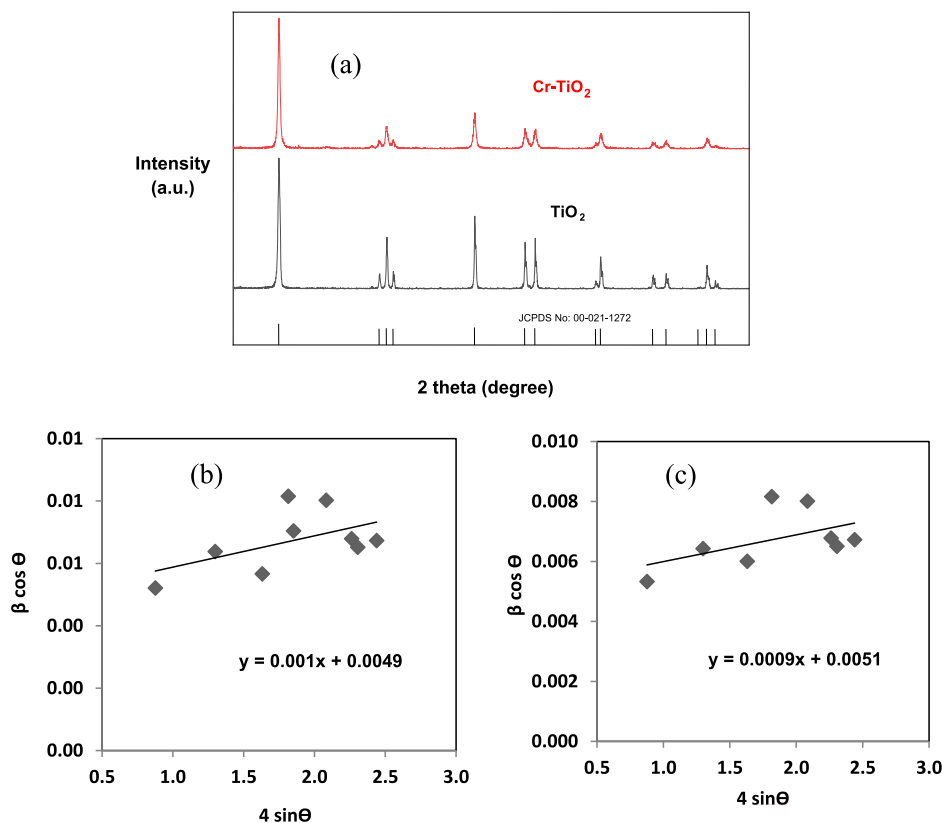 (a)
Cr-TiO₂
Intensity
(a.u.)
TiO₂
JCPDS No: 00-021-1272
2 theta (degree)
(b)
0.01
0.01
0.01
0.00
0.00
0.00
β cos Ө
y = 0.001x + 0.0049
0.5 1.0 1.5 2.0 2.5 3.0
4 sinӨ
(c)
0.010
0.008
0.006
0.004
0.002
0.000
β cos Ө
y = 0.0009x + 0.0051
0.5 1.0 1.5 2.0 2.5 3.0
4 sinӨ